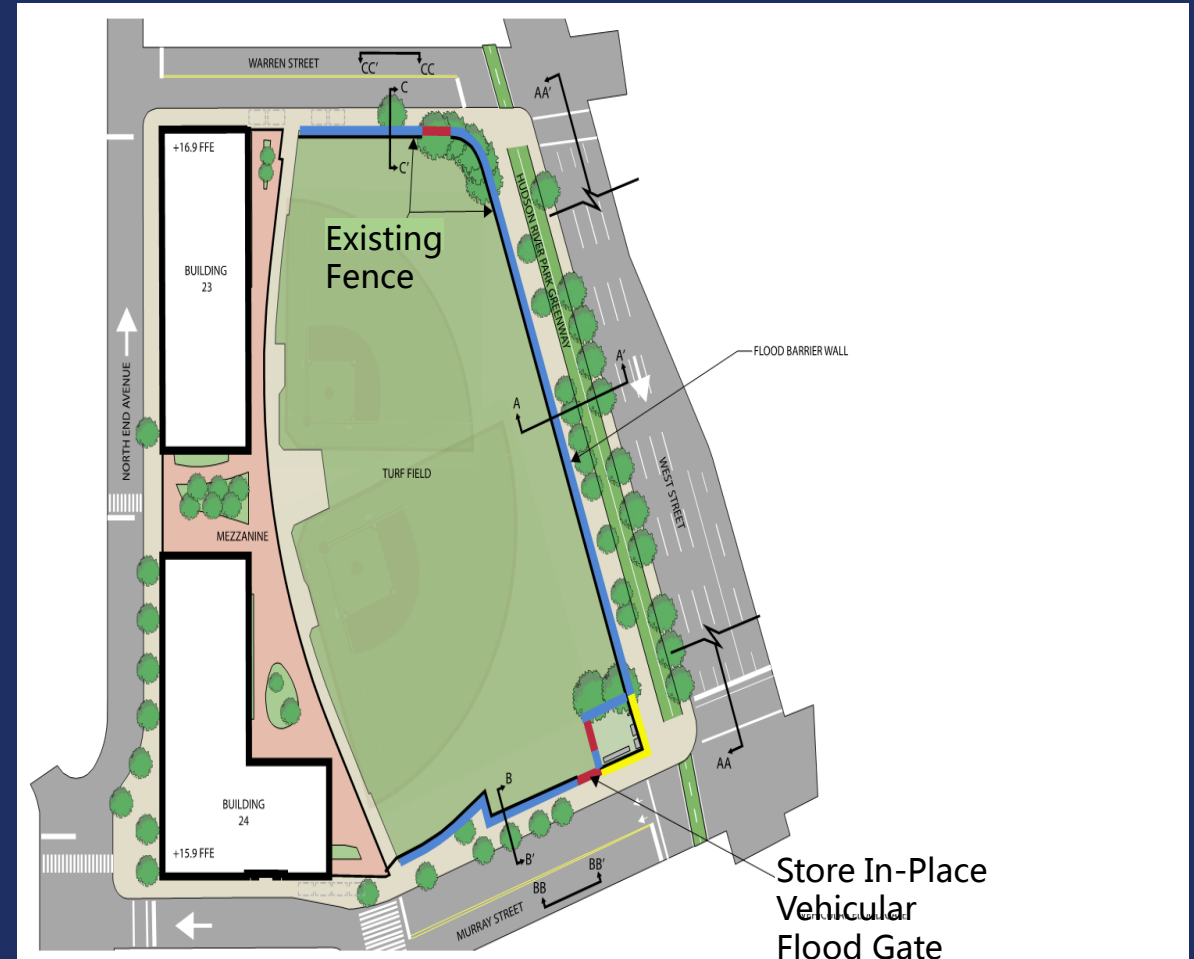 WARREN STREET
CC'
CC
C
C'
AA'
+16.9 FFE
HUDSON RIVER PARK GREENWAY
Existing
Fence
BUILDING
23
FLOOD BARRIER WALL
A'
A
NORTH END AVENUE
TURF FIELD
WEST STREET
MEZZANINE
AA
B
BUILDING
24
+15.9 FFE
B'
BB'
BB
MURRAY STREET
Store In-Place
Vehicular
Flood Gate